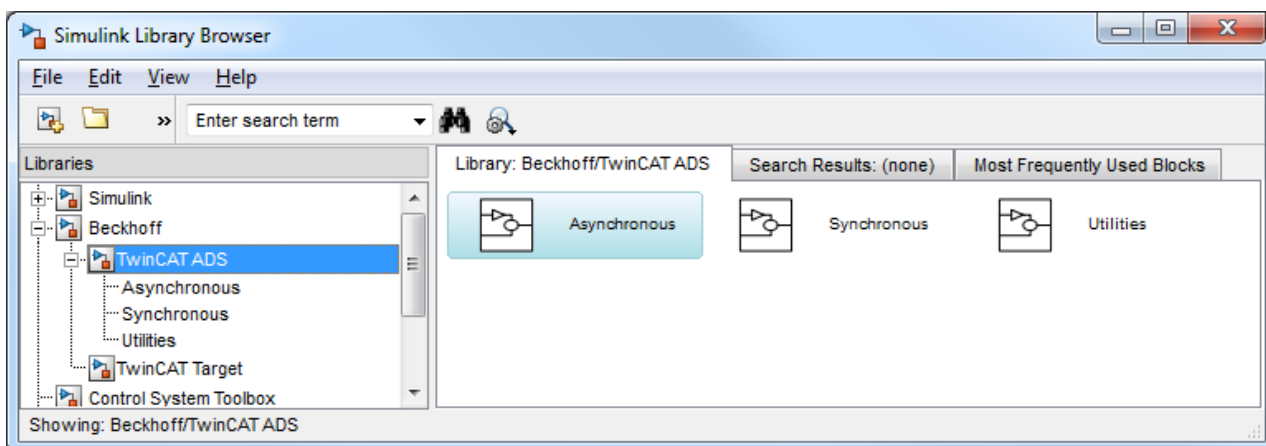 Simulink Library Browser
File Edit View Help
» Enter search term
Libraries
Library: Beckhoff/TwinCAT ADS Search Results: (none) Most Frequently Used Blocks
Simulink
Beckhoff
TwinCAT ADS
Asynchronous
Synchronous
Utilities
TwinCAT Target
Control System Toolbox
Asynchronous Synchronous Utilities
Showing: Beckhoff/TwinCAT ADS